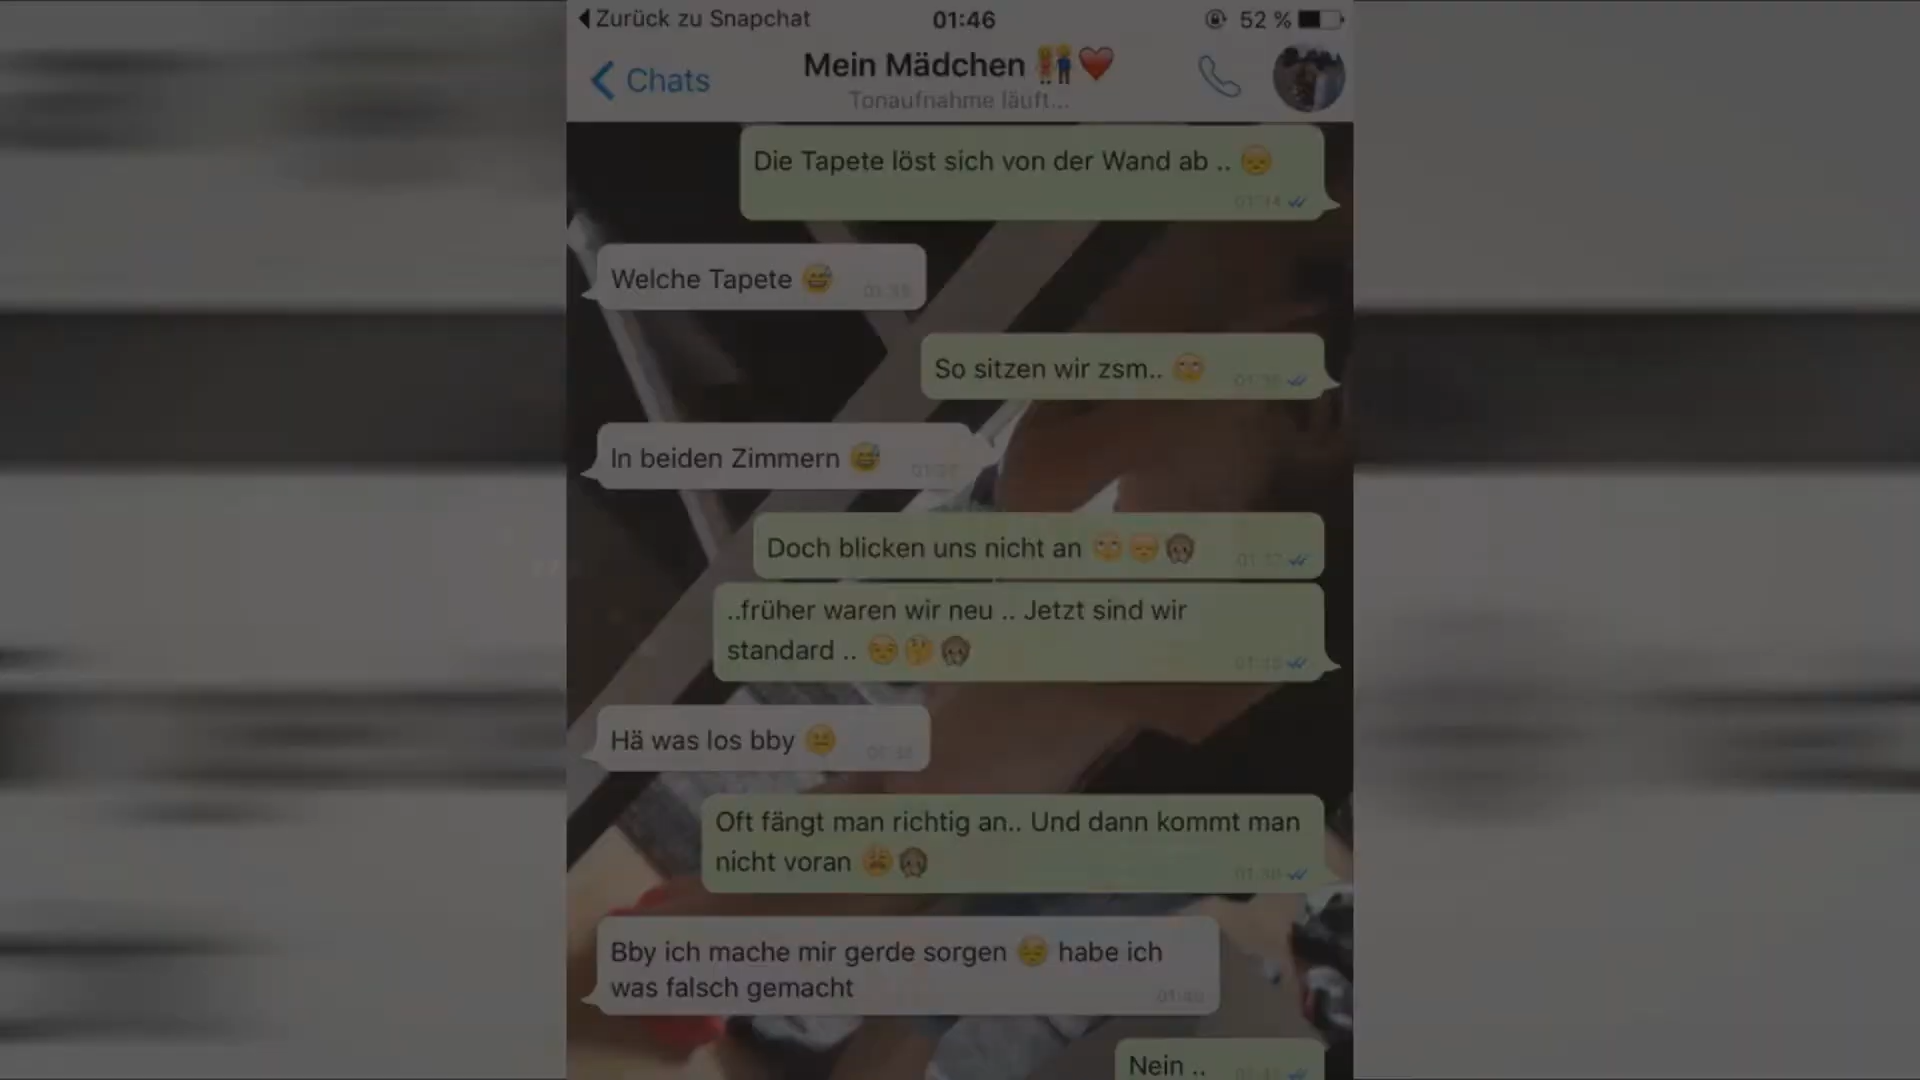 Zurück zu Snapchat
01:46
52 %
Chats
Mein Mädchen 👫❤️
Tonaufnahme läuft...
Die Tapete löst sich von der Wand ab .. 😞
Welche Tapete 😅
So sitzen wir zsm.. 🙄
In beiden Zimmern 😅
Doch blicken uns nicht an 🙄😞🙊
..früher waren wir neu .. Jetzt sind wir
standard .. 😒🤔🙊
Hä was los bby 😐
Oft fängt man richtig an.. Und dann kommt man
nicht voran 😩🙊
Bby ich mache mir gerde sorgen 😔 habe ich
was falsch gemacht
Nein ..